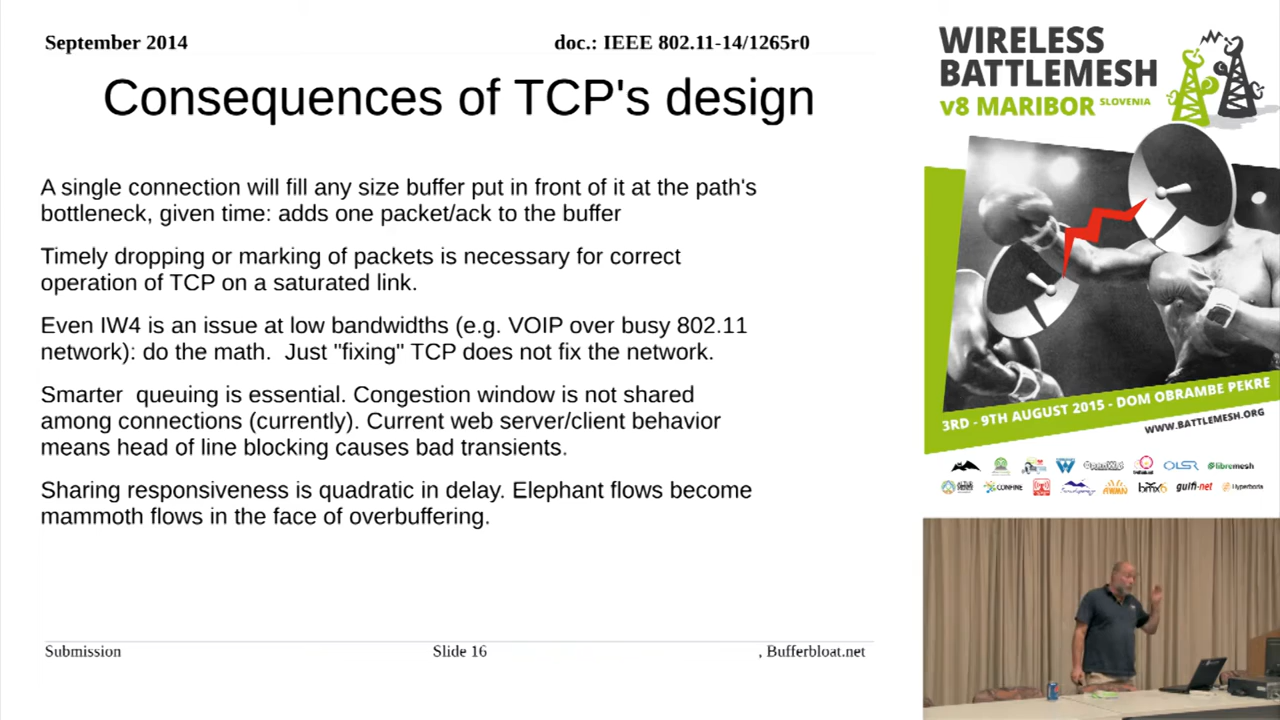 September 2014
doc.: IEEE 802.11-14/1265r0
Consequences of TCP's design
A single connection will fill any size buffer put in front of it at the path's
bottleneck, given time: adds one packet/ack to the buffer
Timely dropping or marking of packets is necessary for correct
operation of TCP on a saturated link.
Even IW4 is an issue at low bandwidths (e.g. VOIP over busy 802.11
network): do the math.  Just "fixing" TCP does not fix the network.
Smarter  queuing is essential. Congestion window is not shared
among connections (currently). Current web server/client behavior
means head of line blocking causes bad transients.
Sharing responsiveness is quadratic in delay. Elephant flows become
mammoth flows in the face of overbuffering.
Submission
Slide 16
, Bufferbloat.net
WIRELESS
BATTLEMESH
v8 MARIBOR SLOVENIA
3RD - 9TH AUGUST 2015 - DOM OBRAMBE PEKRE
WWW.BATTLEMESH.ORG
OLSR
libremesh
CONFINE
bmx6
guifi·net
Hyperboria